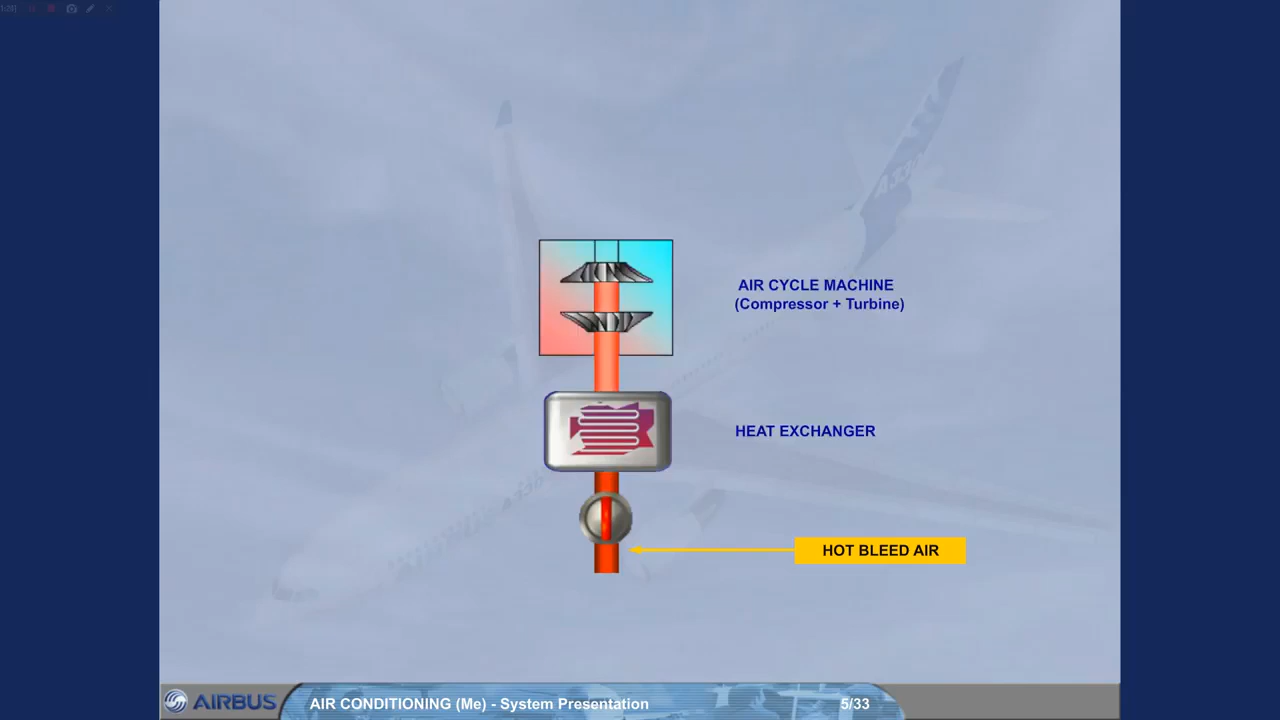 AIR CYCLE MACHINE
(Compressor + Turbine)
HEAT EXCHANGER
HOT BLEED AIR
AIRBUS
AIR CONDITIONING (Me) - System Presentation
5/33